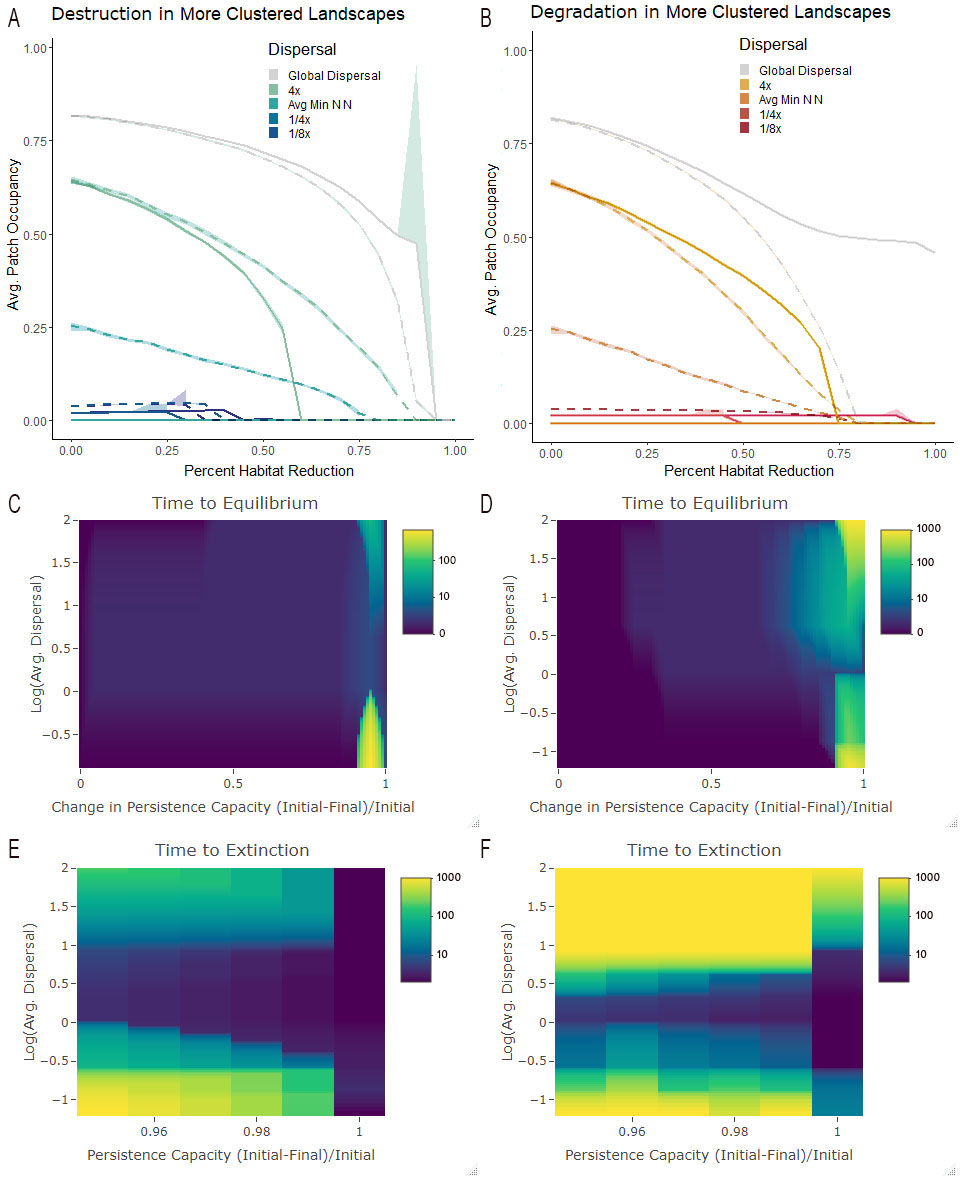 A
Destruction in More Clustered Landscapes
Dispersal
Global Dispersal
4x
Avg Min N N
1/4x
1/8x
1.00
0.75
0.50
0.25
0.00
Avg. Patch Occupancy
0.00
0.25
0.50
0.75
1.00
Percent Habitat Reduction
B
Degradation in More Clustered Landscapes
Dispersal
Global Dispersal
4x
Avg Min N N
1/4x
1/8x
1.00
0.75
0.50
0.25
0.00
Avg. Patch Occupancy
0.00
0.25
0.50
0.75
1.00
Percent Habitat Reduction
C
Time to Equilibrium
2
1.5
1
0.5
0
−0.5
Log(Avg. Dispersal)
100
10
0
0
0.5
1
Change in Persistence Capacity (Initial-Final)/Initial
D
Time to Equilibrium
2
1.5
1
0.5
0
−0.5
−1
Log(Avg. Dispersal)
1000
100
10
0
0
0.5
1
Change in Persistence Capacity (Initial-Final)/Initial
E
Time to Extinction
2
1.5
1
0.5
0
−0.5
−1
Log(Avg. Dispersal)
1000
100
10
0.96
0.98
1
Persistence Capacity (Initial-Final)/Initial
F
Time to Extinction
2
1.5
1
0.5
0
−0.5
−1
Log(Avg. Dispersal)
1000
100
10
0.96
0.98
1
Persistence Capacity (Initial-Final)/Initial